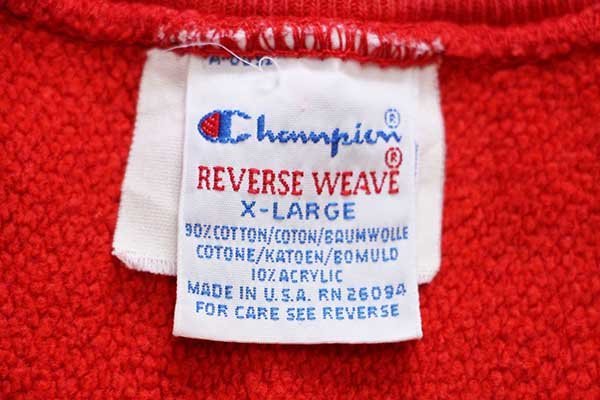 Champion®
®
REVERSE WEAVE
X-LARGE
90%COTTON/COTON/BAUMWOLLE
COTONE/KATOEN/BOMULD
10% ACRYLIC
MADE IN U.S.A. RN 26094
FOR CARE SEE REVERSE